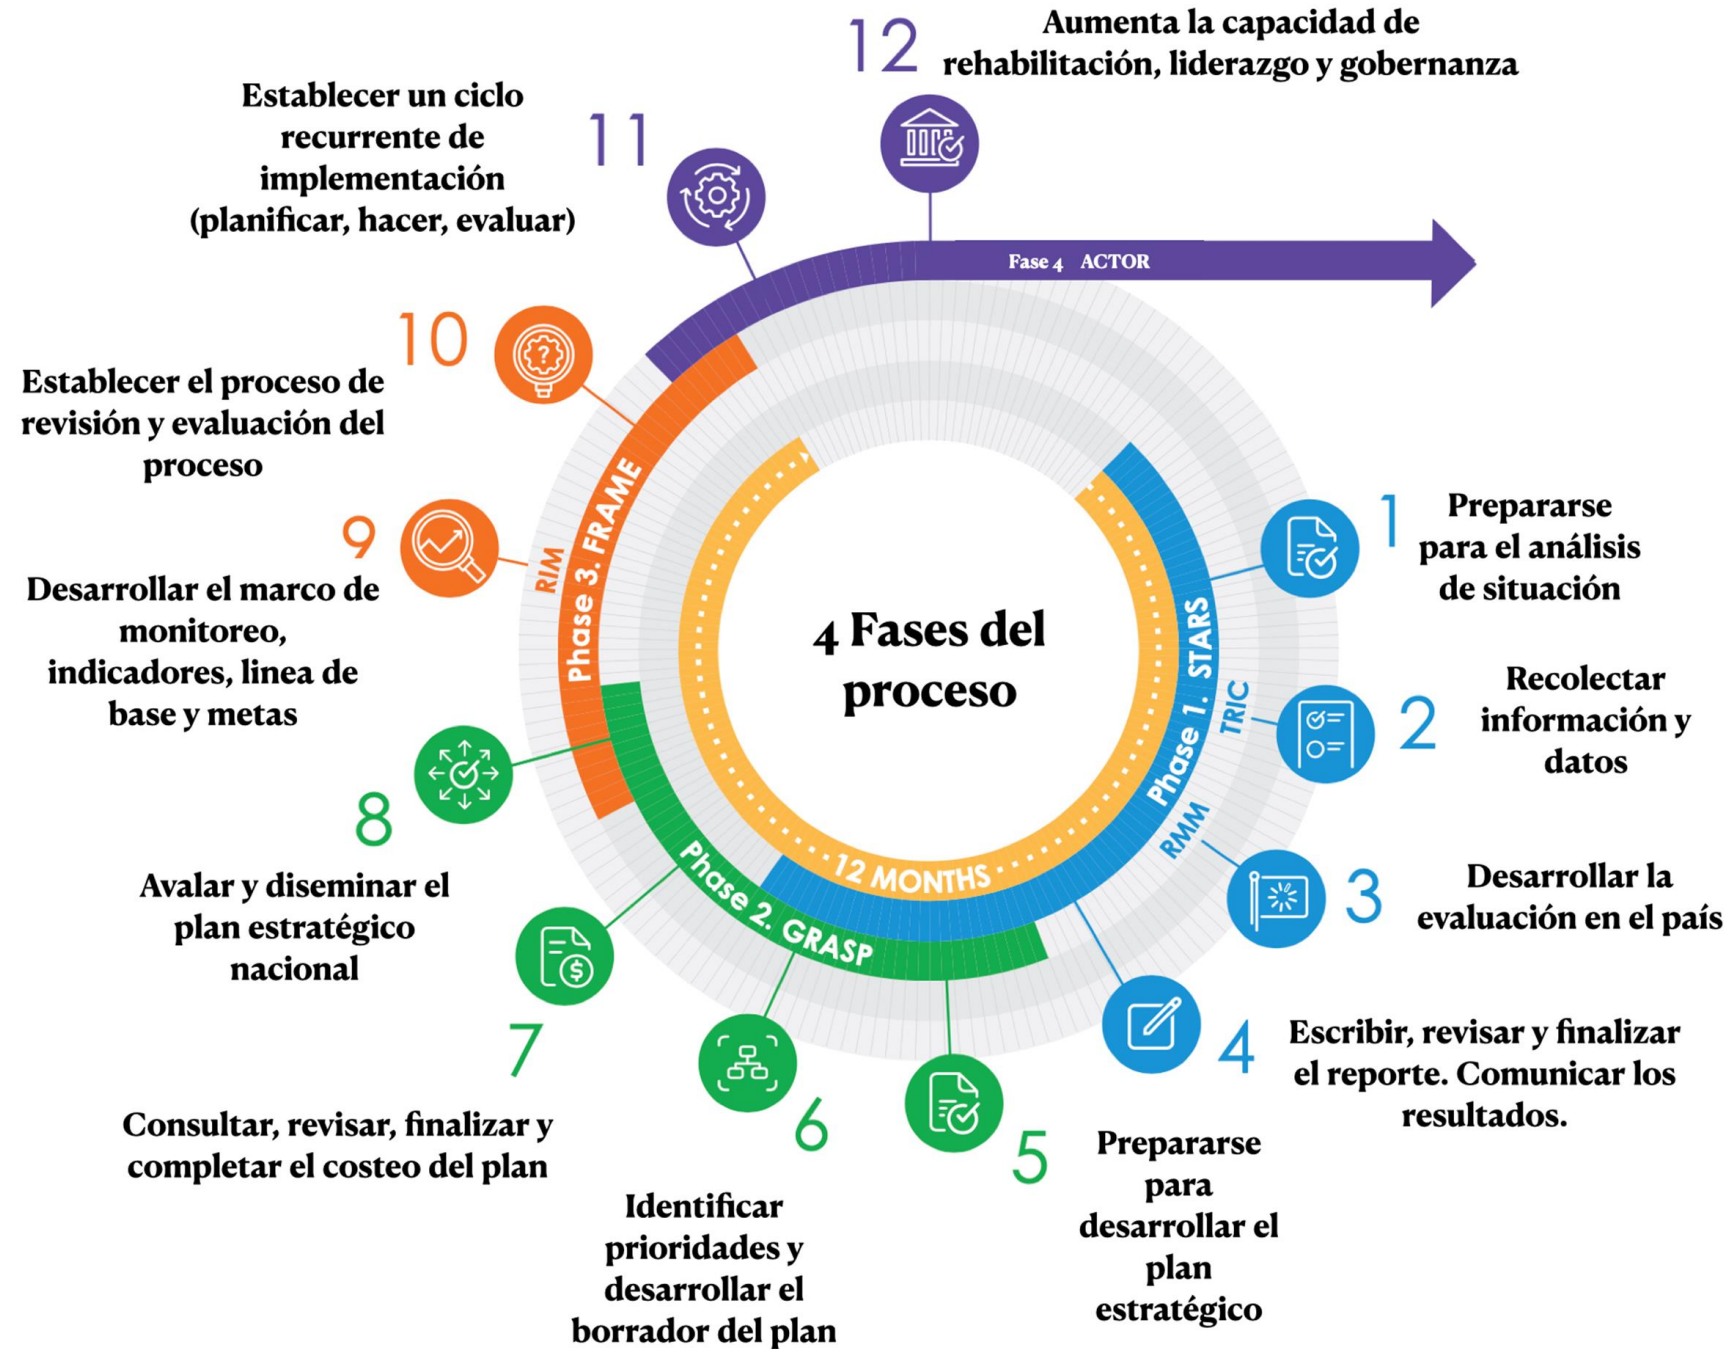 12
Aumenta la capacidad de
rehabilitación, liderazgo y gobernanza
Establecer un ciclo
recurrente de
implementación
(planificar, hacer, evaluar)
11
Fase 4 ACTOR
10
Establecer el proceso de
revisión y evaluación del
proceso
9
Desarrollar el marco de
monitoreo,
indicadores, linea de
base y metas
RIM
Phase 3. FRAME
4 Fases del
proceso
12 MONTHS
Phase 1. STARS
TRIC
RMM
1
Prepararse
para el análisis
de situación
2
Recolectar
información y
datos
3
Desarrollar la
evaluación en el país
4
Escribir, revisar y finalizar
el reporte. Comunicar los
resultados.
Phase 2. GRASP
5
Prepararse
para
desarrollar el
plan
estratégico
6
Identificar
prioridades y
desarrollar el
borrador del plan
7
Consultar, revisar, finalizar y
completar el costeo del plan
8
Avalar y diseminar el
plan estratégico
nacional
?
$